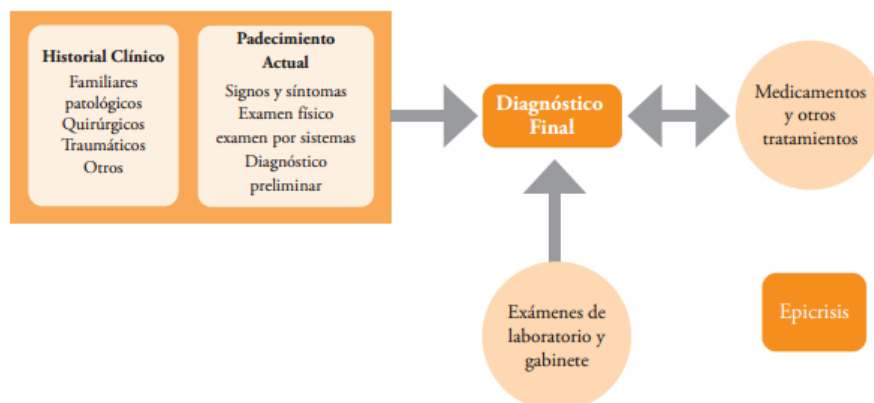 Historial Clínico
Familiares
patológicos
Quirúrgicos
Traumáticos
Otros
Padecimiento
Actual
Signos y síntomas
Examen físico
examen por sistemas
Diagnóstico
preliminar
Diagnóstico
Final
Medicamentos
y otros
tratamientos
Exámenes de
laboratorio y
gabinete
Epicrisis